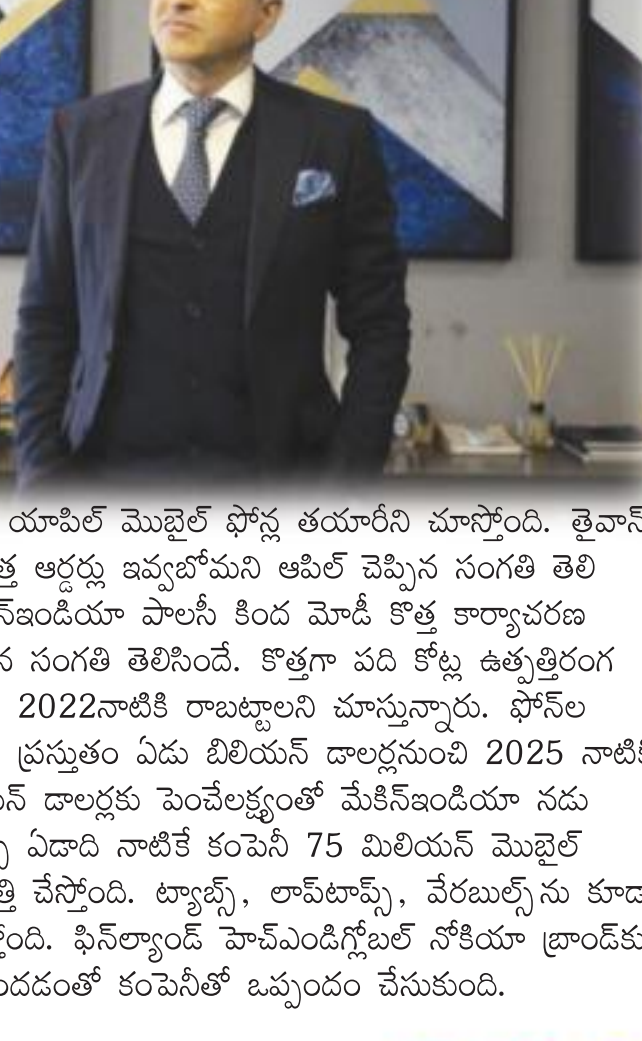 యాపిల్ మొబైల్ ఫోన్ల తయారీని చూస్తోంది. తైవాన్
ఆర్డర్లు ఇవ్వబోమని ఆపిల్ చెప్పిన సంగతి తెలి
న్ఇండియా పాలసీ కింద మోడీ కొత్త కార్యాచరణ
న సంగతి తెలిసిందే. కొత్తగా పది కోట్ల ఉత్పత్తిరంగ
2022నాటికి రాబట్టాలని చూస్తున్నారు. ఫోన్‌ల
ప్రస్తుతం ఏడు బిలియన్ డాలర్లనుంచి 2025 నాటికి
డాలర్లకు పెంచేలక్ష్యంతో మేకిన్ఇండియా నడు
ఏడాది నాటికే కంపెనీ 75 మిలియన్ మొబైల్
చేస్తోంది. ట్యాబ్స్, లాప్‌టాప్స్, వేరబుల్స్‌ను కూడా
ఫిన్‌ల్యాండ్ హెచ్ఎండిగ్లోబల్ నోకియా బ్రాండ్‌కు
ందడంతో కంపెనీతో ఒప్పందం చేసుకుంది.